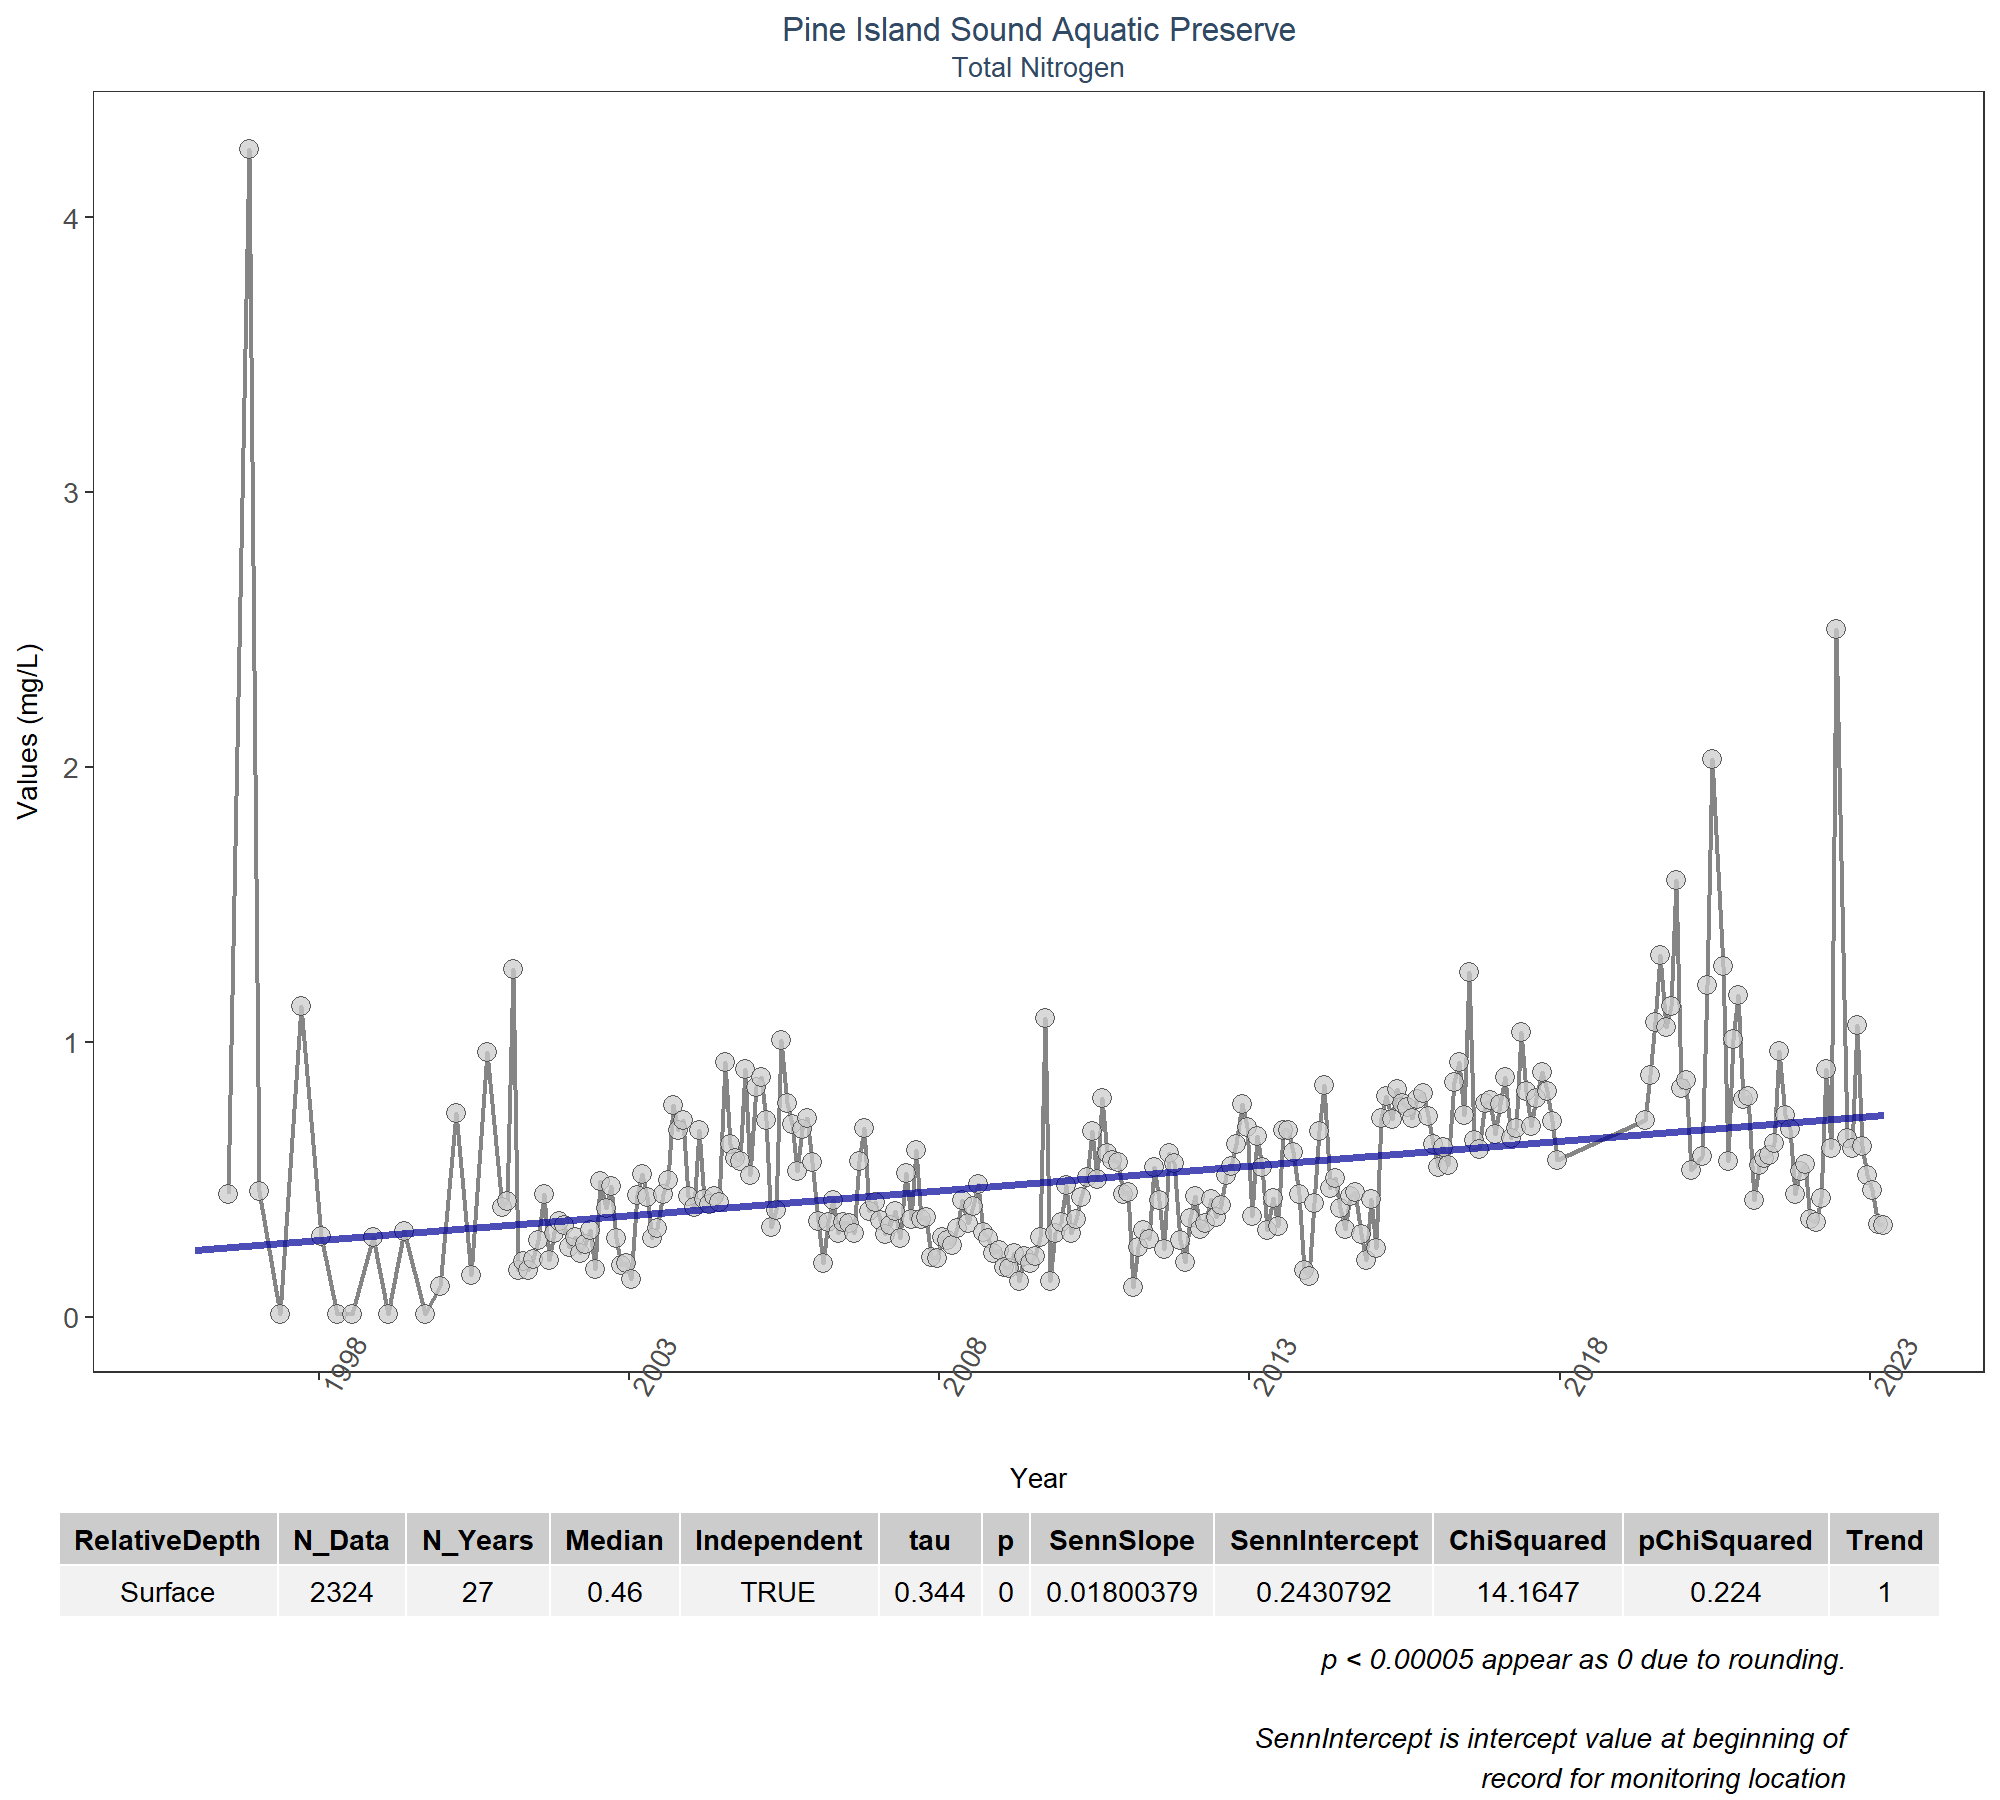 Pine Island Sound Aquatic Preserve
Total Nitrogen
Values (mg/L)
4
3
2
1
0
1998 2003 2008 2013 2018 2023
Year
RelativeDepth N_Data N_Years Median Independent tau p SennSlope SennIntercept ChiSquared pChiSquared Trend
Surface 2324 27 0.46 TRUE 0.344 0 0.01800379 0.2430792 14.1647 0.224 1
p < 0.00005 appear as 0 due to rounding.
SennIntercept is intercept value at beginning of
record for monitoring location